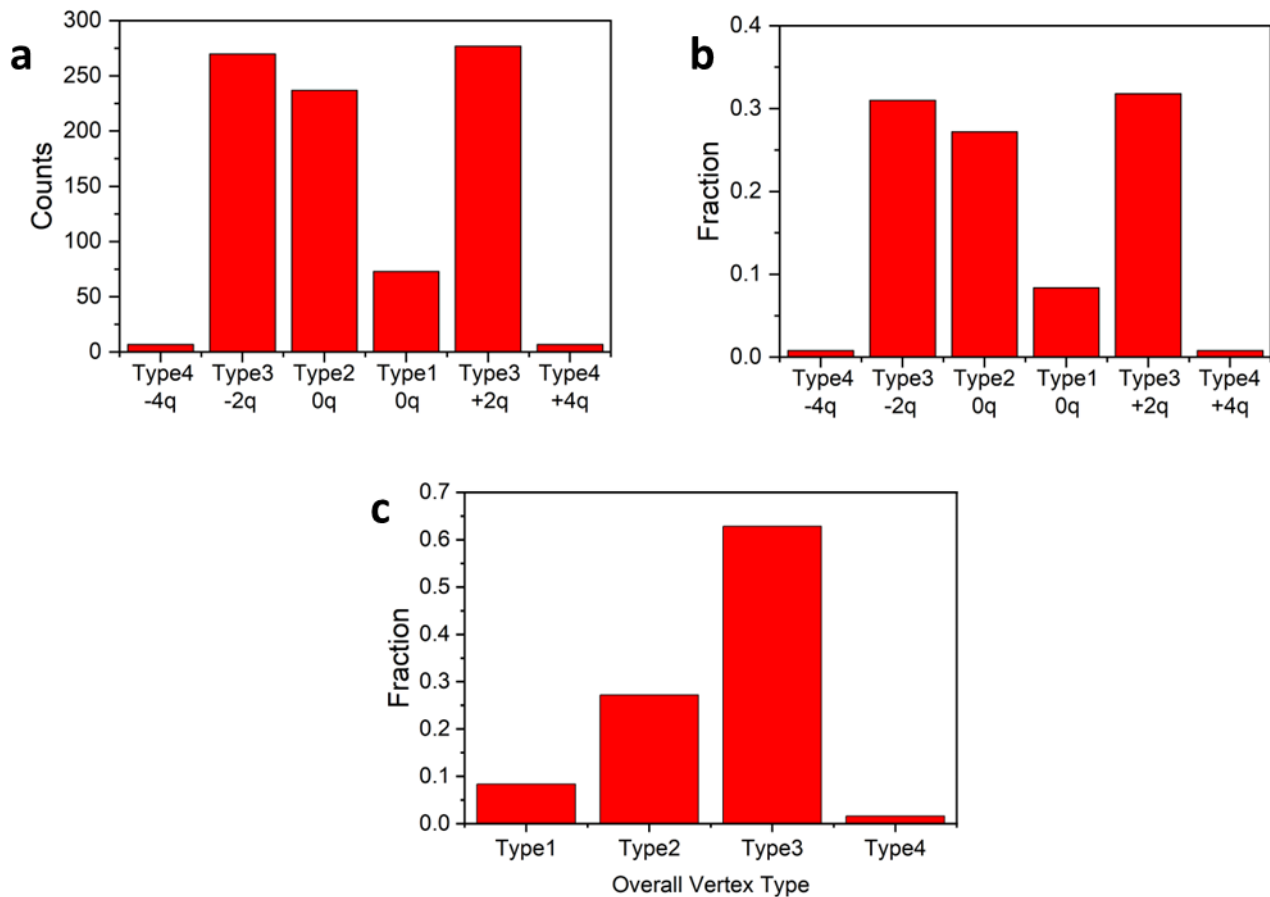 a
300
250
200
150
100
50
0
Counts
Type4 Type3 Type2 Type1 Type3 Type4
-4q -2q 0q 0q +2q +4q
b
0.4
0.3
0.2
0.1
0.0
Fraction
Type4 Type3 Type2 Type1 Type3 Type4
-4q -2q 0q 0q +2q +4q
c
0.7
0.6
0.5
0.4
0.3
0.2
0.1
0.0
Fraction
Type1 Type2 Type3 Type4
Overall Vertex Type